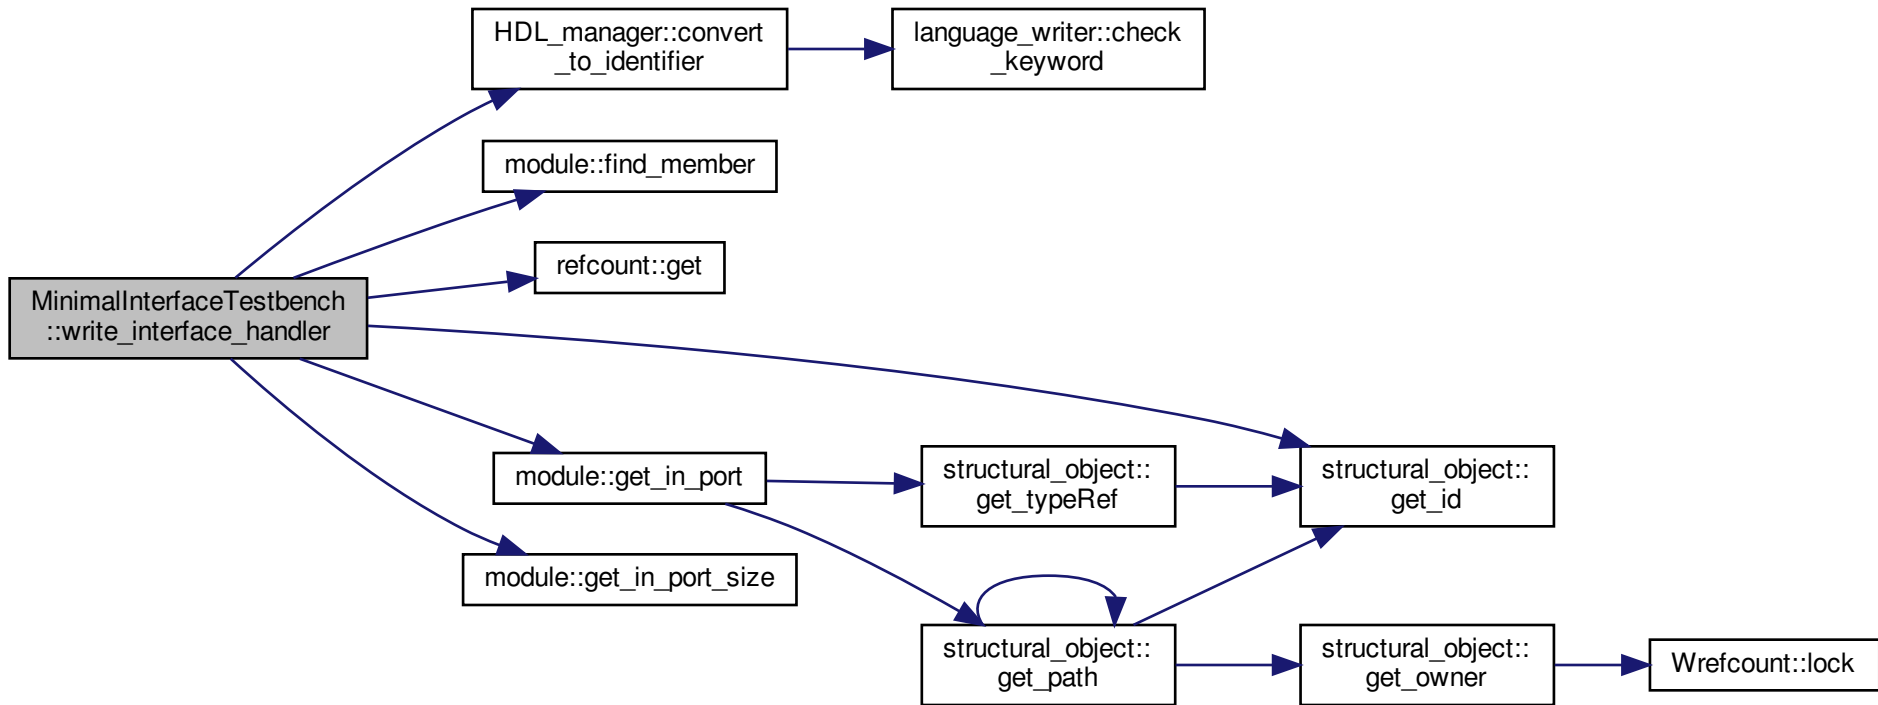 HDL_manager::convert
_to_identifier
language_writer::check
_keyword
module::find_member
refcount::get
MinimalInterfaceTestbench
::write_interface_handler
module::get_in_port
structural_object::
get_typeRef
structural_object::
get_id
module::get_in_port_size
structural_object::
get_path
structural_object::
get_owner
Wrefcount::lock